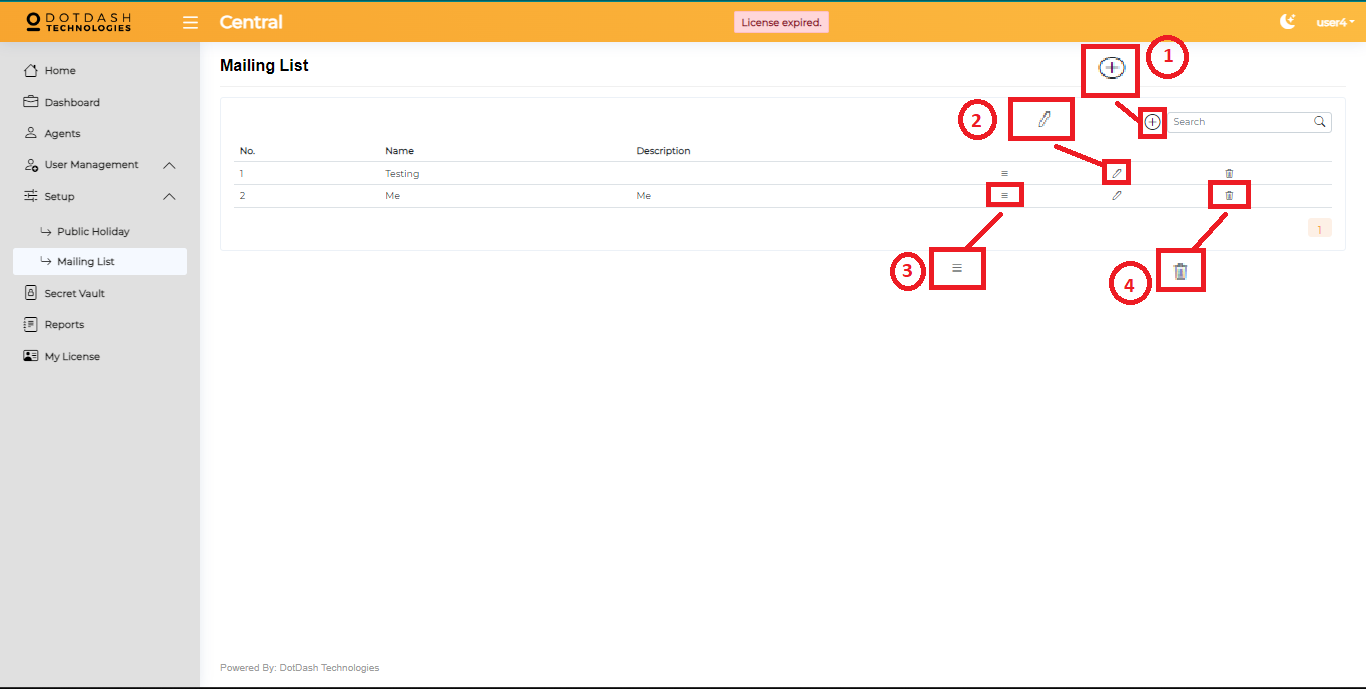 DOTDASH
TECHNOLOGIES
Central
License expired.
user4
Home
Dashboard
Agents
User Management
Setup
Public Holiday
Mailing List
Secret Vault
Reports
My License
Mailing List
1
2
Search
No. Name Description
1 Testing
2 Me Me
1
3
4
Powered By: DotDash Technologies